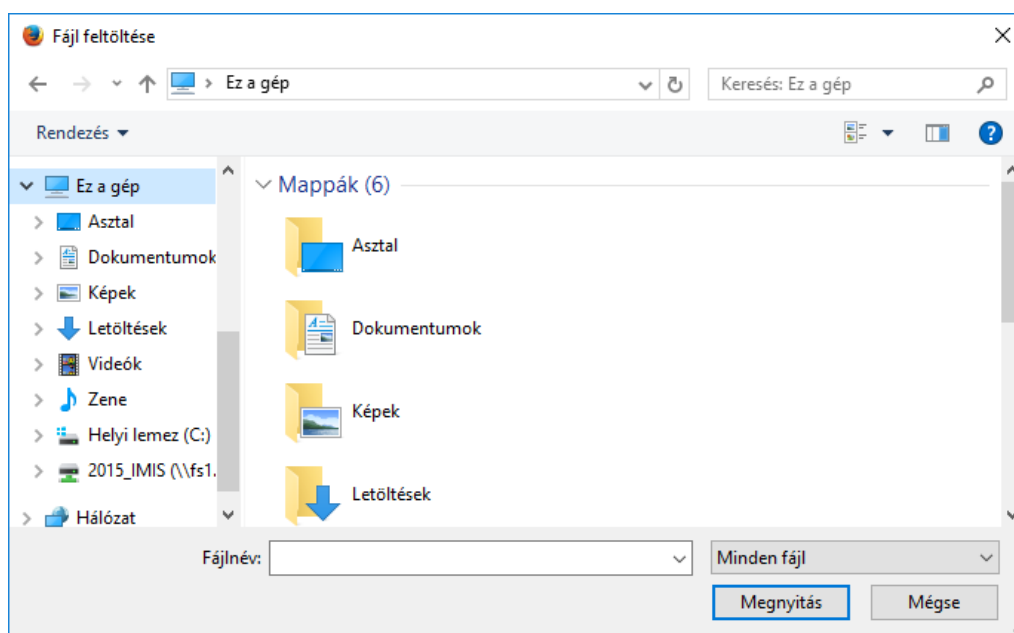 Fájl feltöltése
Ez a gép
Keresés: Ez a gép
Rendezés
Ez a gép
Asztal
Dokumentumok
Képek
Letöltések
Videók
Zene
Helyi lemez (C:)
2015_IMIS (\\fs1.
Hálózat
Mappák (6)
Asztal
Dokumentumok
Képek
Letöltések
Fájlnév:
Minden fájl
Megnyitás
Mégse